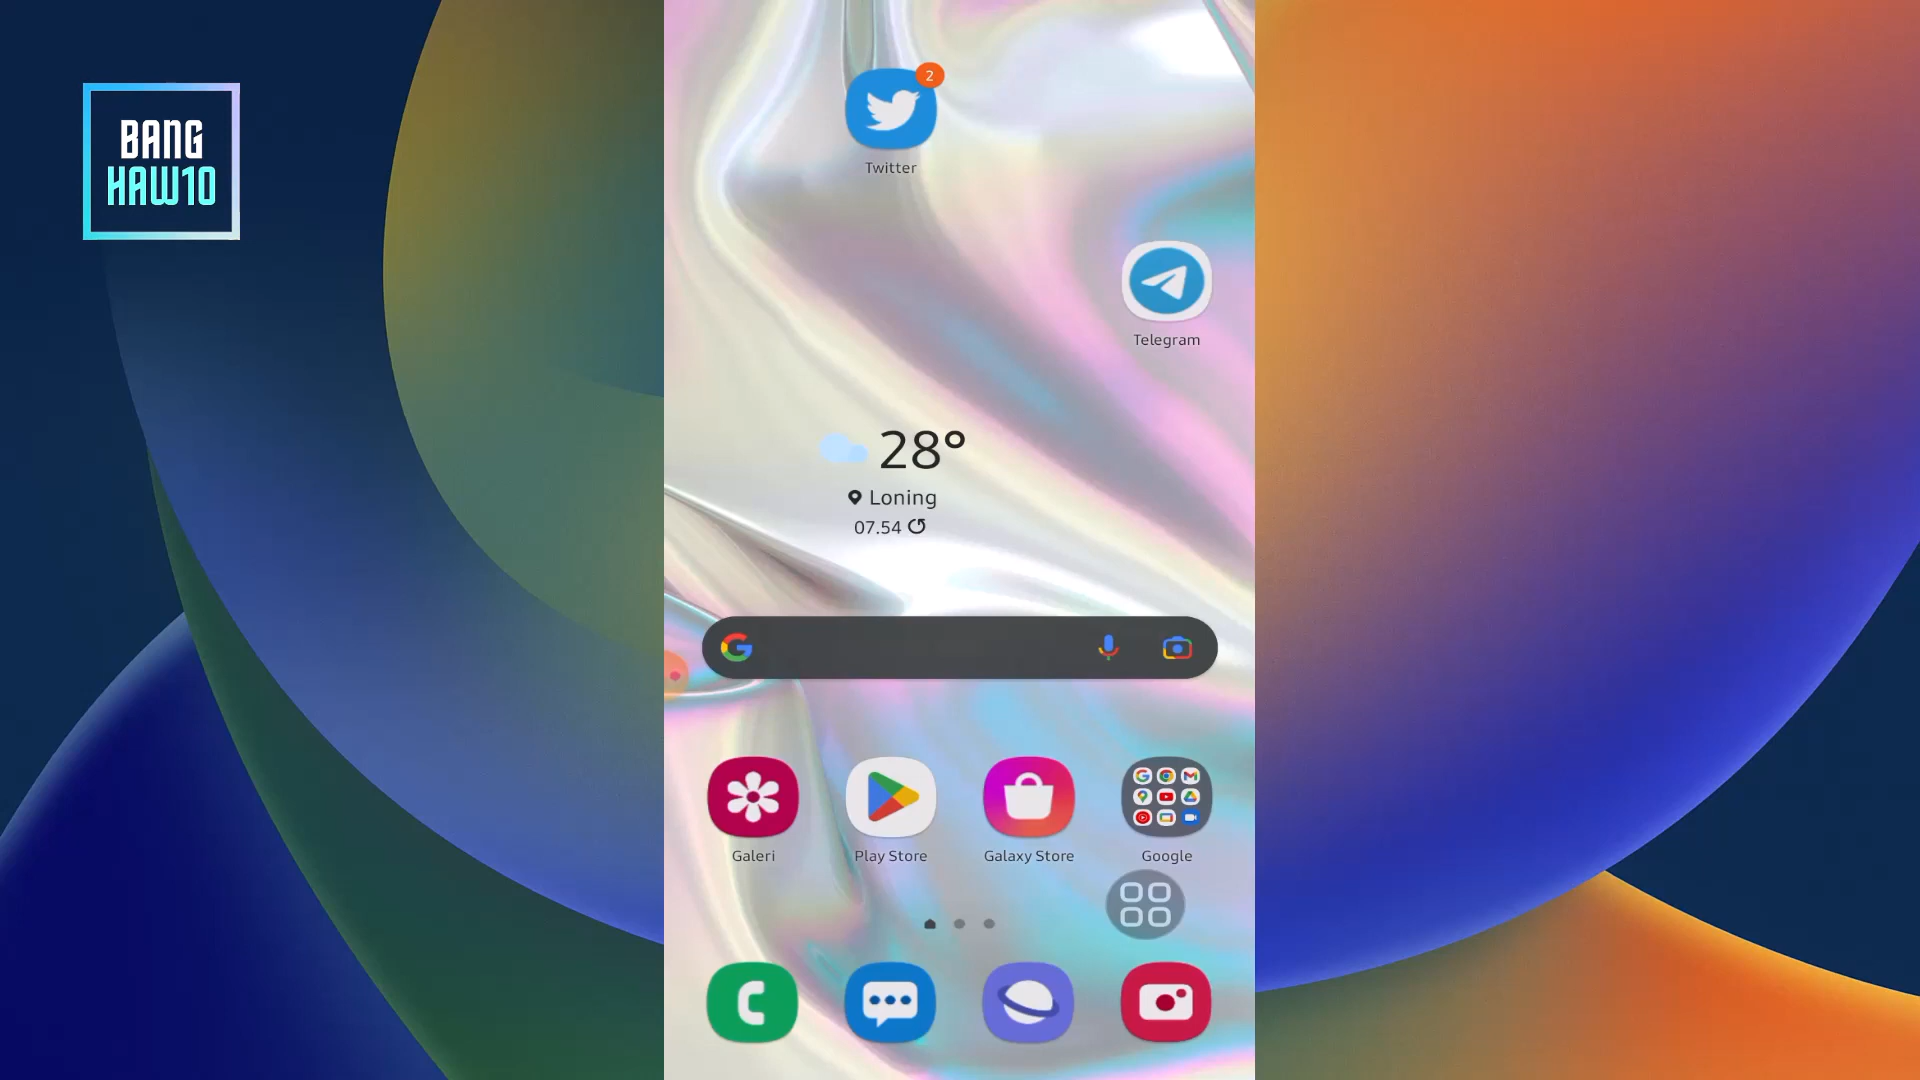 BANG
HAW10
2
Twitter
Telegram
28°
Loning
07.54
Galeri
Play Store
Galaxy Store
Google